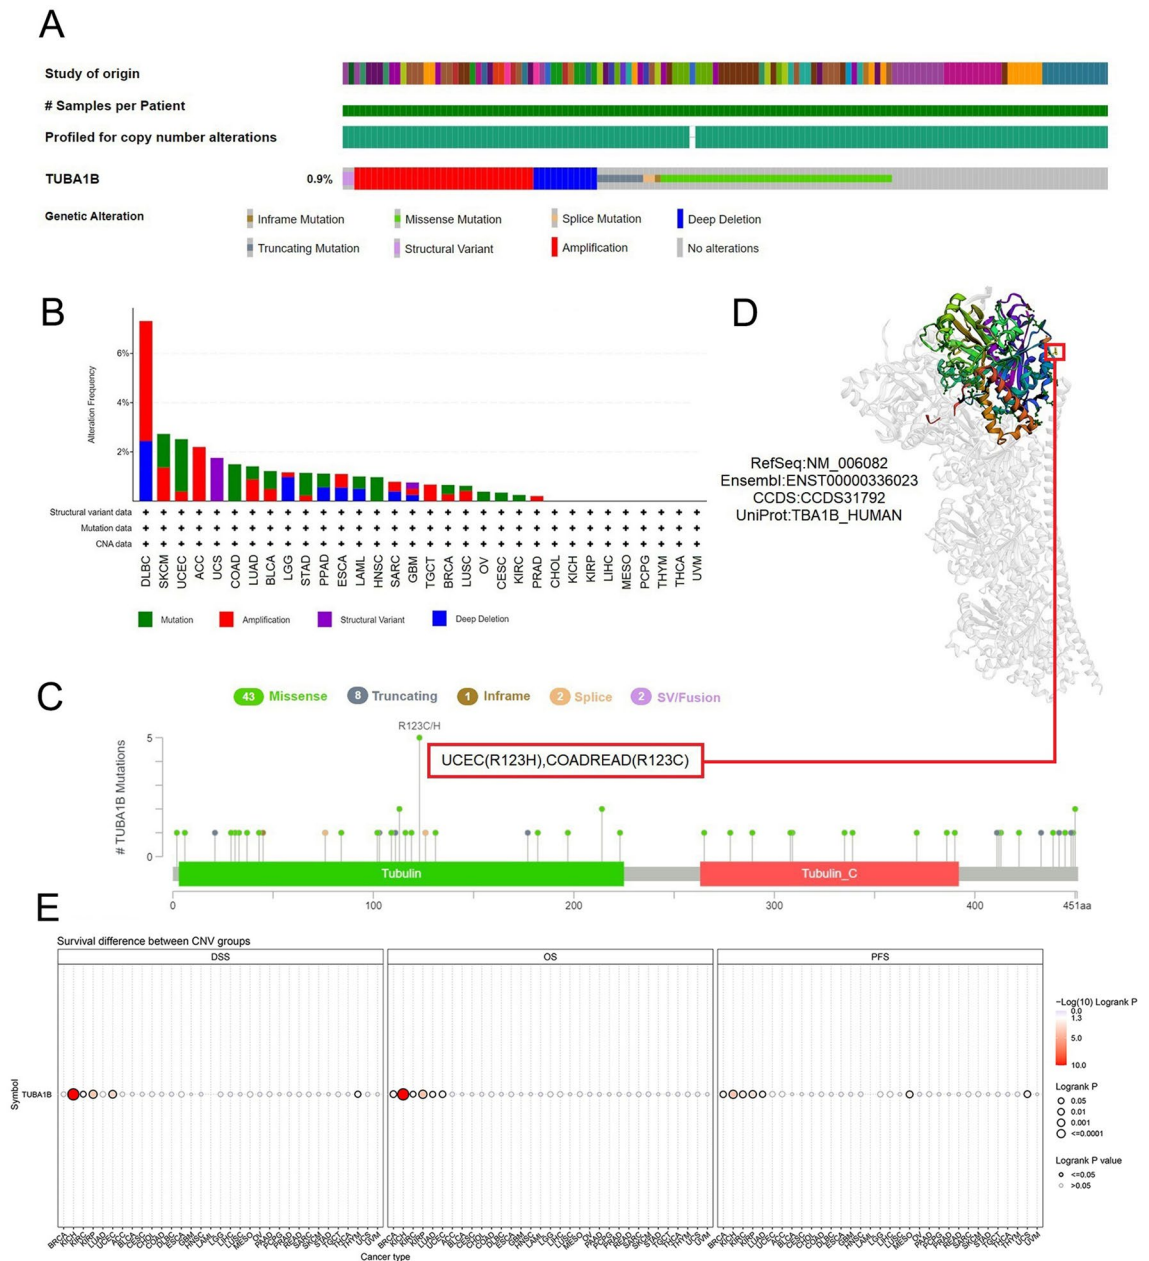 A
Study of origin
# Samples per Patient
Profiled for copy number alterations
TUBA1B 0.9%
Genetic Alteration
Inframe Mutation Missense Mutation Splice Mutation Deep Deletion
Truncating Mutation Structural Variant Amplification No alterations
B
Alteration Frequency
6%
4%
2%
Structural variant data + + + + + + + + + + + + + + + + + + + + + + + + + + + + + + + +
Mutation data + + + + + + + + + + + + + + + + + + + + + + + + + + + + + + + +
CNA data + + + + + + + + + + + + + + + + + + + + + + + + + + + + + + + +
DLBC SKCM UCEC ACC UCS COAD LUAD BLCA LGG STAD PPAD ESCA LAML HNSC SARC GBM TGCT BRCA LUSC OV CESC KIRC PRAD CHOL KICH KIRP LIHC MESO PCPG THYM THCA UVM
Mutation Amplification Structural Variant Deep Deletion
D
RefSeq:NM_006082
Ensembl:ENST00000336023
CCDS:CCDS31792
UniProt:TBA1B_HUMAN
C
43 Missense 8 Truncating 1 Inframe 2 Splice 2 SV/Fusion
R123C/H
# TUBA1B Mutations
5
0
UCEC(R123H),COADREAD(R123C)
Tubulin Tubulin_C
0 100 200 300 400 451aa
E
Survival difference between CNV groups
DSS OS PFS
Symbol
TUBA1B
Cancer type
−Log(10) Logrank P
0.0
1.3
5.0
10.0
Logrank P
0.05
0.01
0.001
<=0.0001
Logrank P value
<=0.05
>0.05